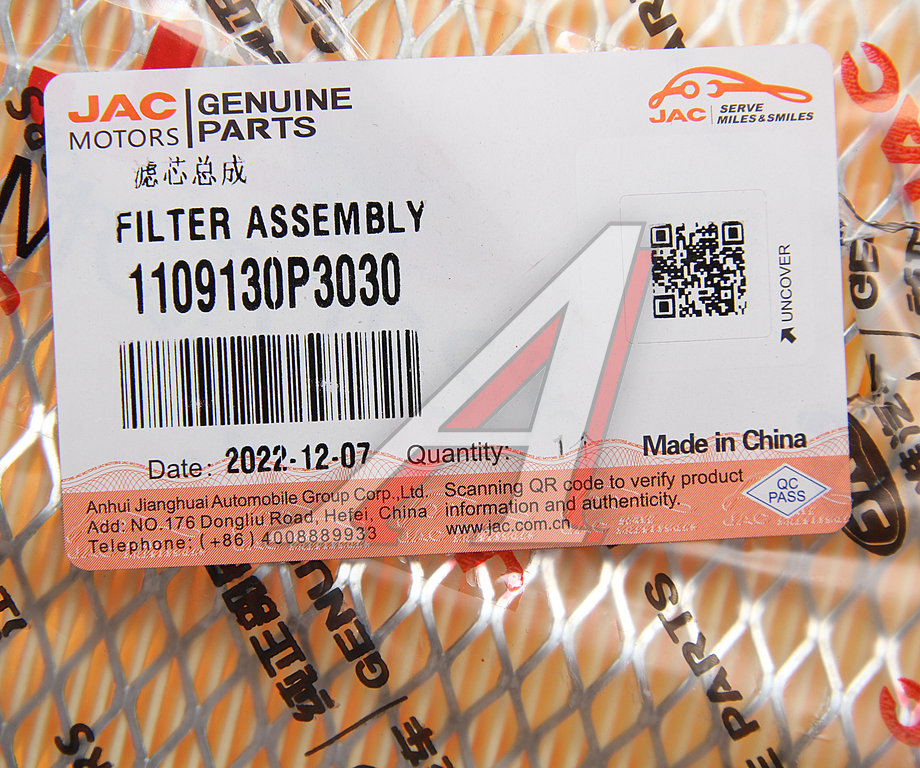 JAC
MOTORS
GENUINE
PARTS
JAC
SERVE
MILES & SMILES
滤芯总成
FILTER ASSEMBLY
1109130P3030
UNCOVER
Date: 2022-12-07
Quantity: 1
Made in China
Anhui Jianghuai Automobile Group Corp.,Ltd.
Add: NO.176 Dongliu Road, Hefei, China
Telephone: (+86) 4008889933
Scanning QR code to verify product
information and authenticity.
www.jac.com.cn
QC
PASS
GENU
PARTS
PART